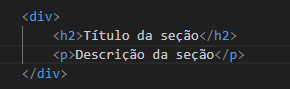 <div>
    <h2>Título da seção</h2>
    <p>Descrição da seção</p>
</div>